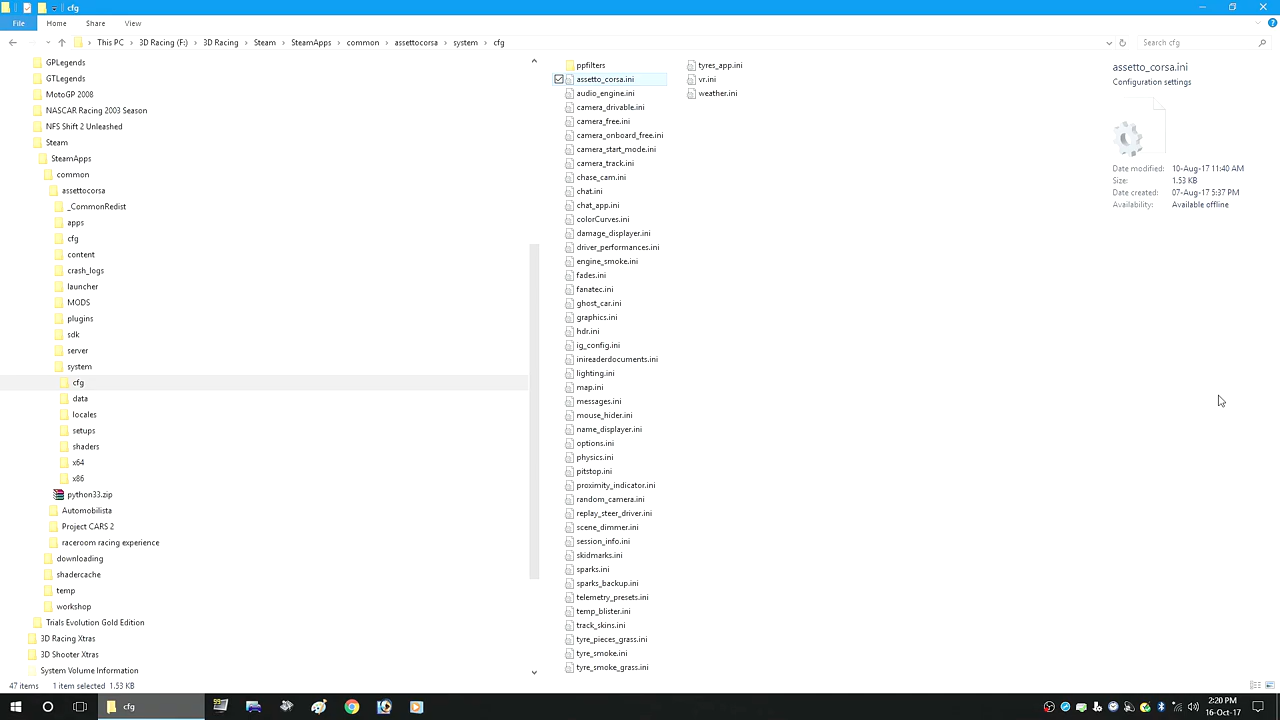 cfg
File Home Share View
This PC 3D Racing (F:) 3D Racing Steam SteamApps common assettocorsa system cfg
Search cfg
GPLegends
GTLegends
MotoGP 2008
NASCAR Racing 2003 Season
NFS Shift 2 Unleashed
Steam
SteamApps
common
assettocorsa
_CommonRedist
apps
cfg
content
crash_logs
launcher
MODS
plugins
sdk
server
system
cfg
data
locales
setups
shaders
x64
x86
python33.zip
Automobilista
Project CARS 2
raceroom racing experience
downloading
shadercache
temp
workshop
Trials Evolution Gold Edition
3D Racing Xtras
3D Shooter Xtras
System Volume Information
ppfilters
assetto_corsa.ini
audio_engine.ini
camera_drivable.ini
camera_free.ini
camera_onboard_free.ini
camera_start_mode.ini
camera_track.ini
chase_cam.ini
chat.ini
chat_app.ini
colorCurves.ini
damage_displayer.ini
driver_performances.ini
engine_smoke.ini
fades.ini
fanatec.ini
ghost_car.ini
graphics.ini
hdr.ini
ig_config.ini
inireaderdocuments.ini
lighting.ini
map.ini
messages.ini
mouse_hider.ini
name_displayer.ini
options.ini
physics.ini
pitstop.ini
proximity_indicator.ini
random_camera.ini
replay_steer_driver.ini
scene_dimmer.ini
session_info.ini
skidmarks.ini
sparks.ini
sparks_backup.ini
telemetry_presets.ini
temp_blister.ini
track_skins.ini
tyre_pieces_grass.ini
tyre_smoke.ini
tyre_smoke_grass.ini
tyres_app.ini
vr.ini
weather.ini
assetto_corsa.ini
Configuration settings
Date modified: 10-Aug-17 11:40 AM
Size: 1.53 KB
Date created: 07-Aug-17 5:37 PM
Availability: Available offline
47 items 1 item selected 1.53 KB
cfg
2:20 PM
16-Oct-17